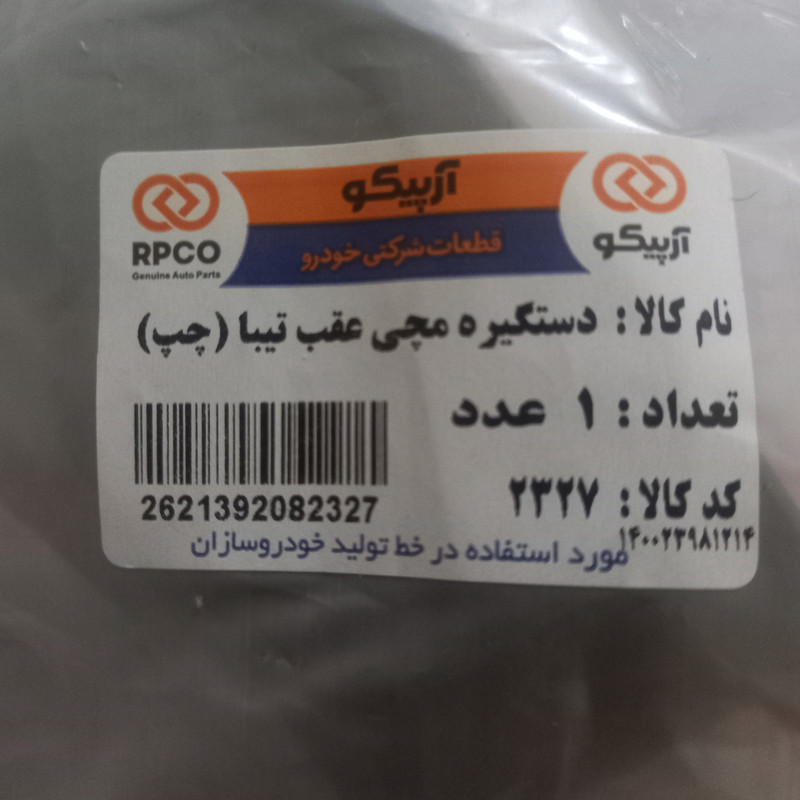 RPCO
Genuine Auto Parts
آرپیکو
قطعات شرکتی خودرو
آرپیکو
نام کالا : دستگیره مچی عقب تیبا (چپ)
تعداد : ۱ عدد
کد کالا : ۲۳۲۷
2621392082327
۱۴۰۰۲۳۹۸۱۲۱۴
مورد استفاده در خط تولید خودروسازان